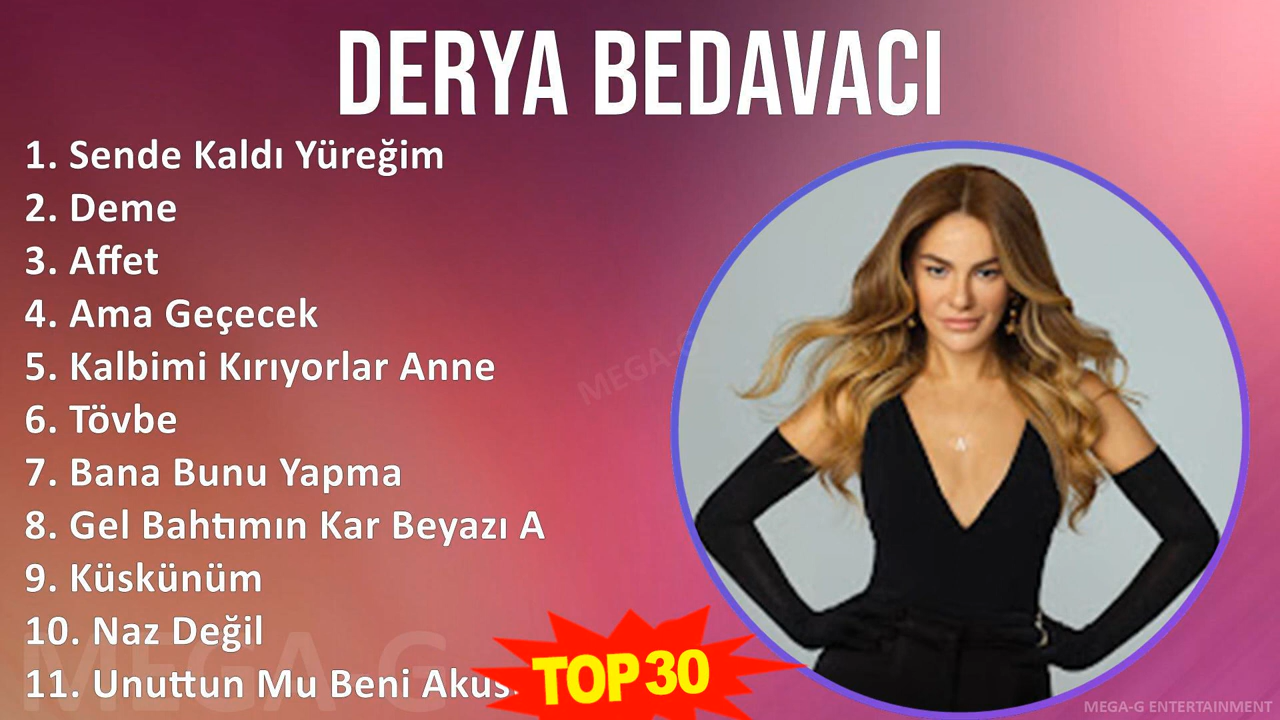 DERYA BEDAVACI
1. Sende Kaldı Yüreğim
2. Deme
3. Affet
4. Ama Geçecek
5. Kalbimi Kırıyorlar Anne
6. Tövbe
7. Bana Bunu Yapma
8. Gel Bahtımın Kar Beyazı A
9. Küskünüm
10. Naz Değil
11. Unuttun Mu Beni
TOP 30
MEGA-G
MEGA-G
MEGA-G ENTERTAINMENT